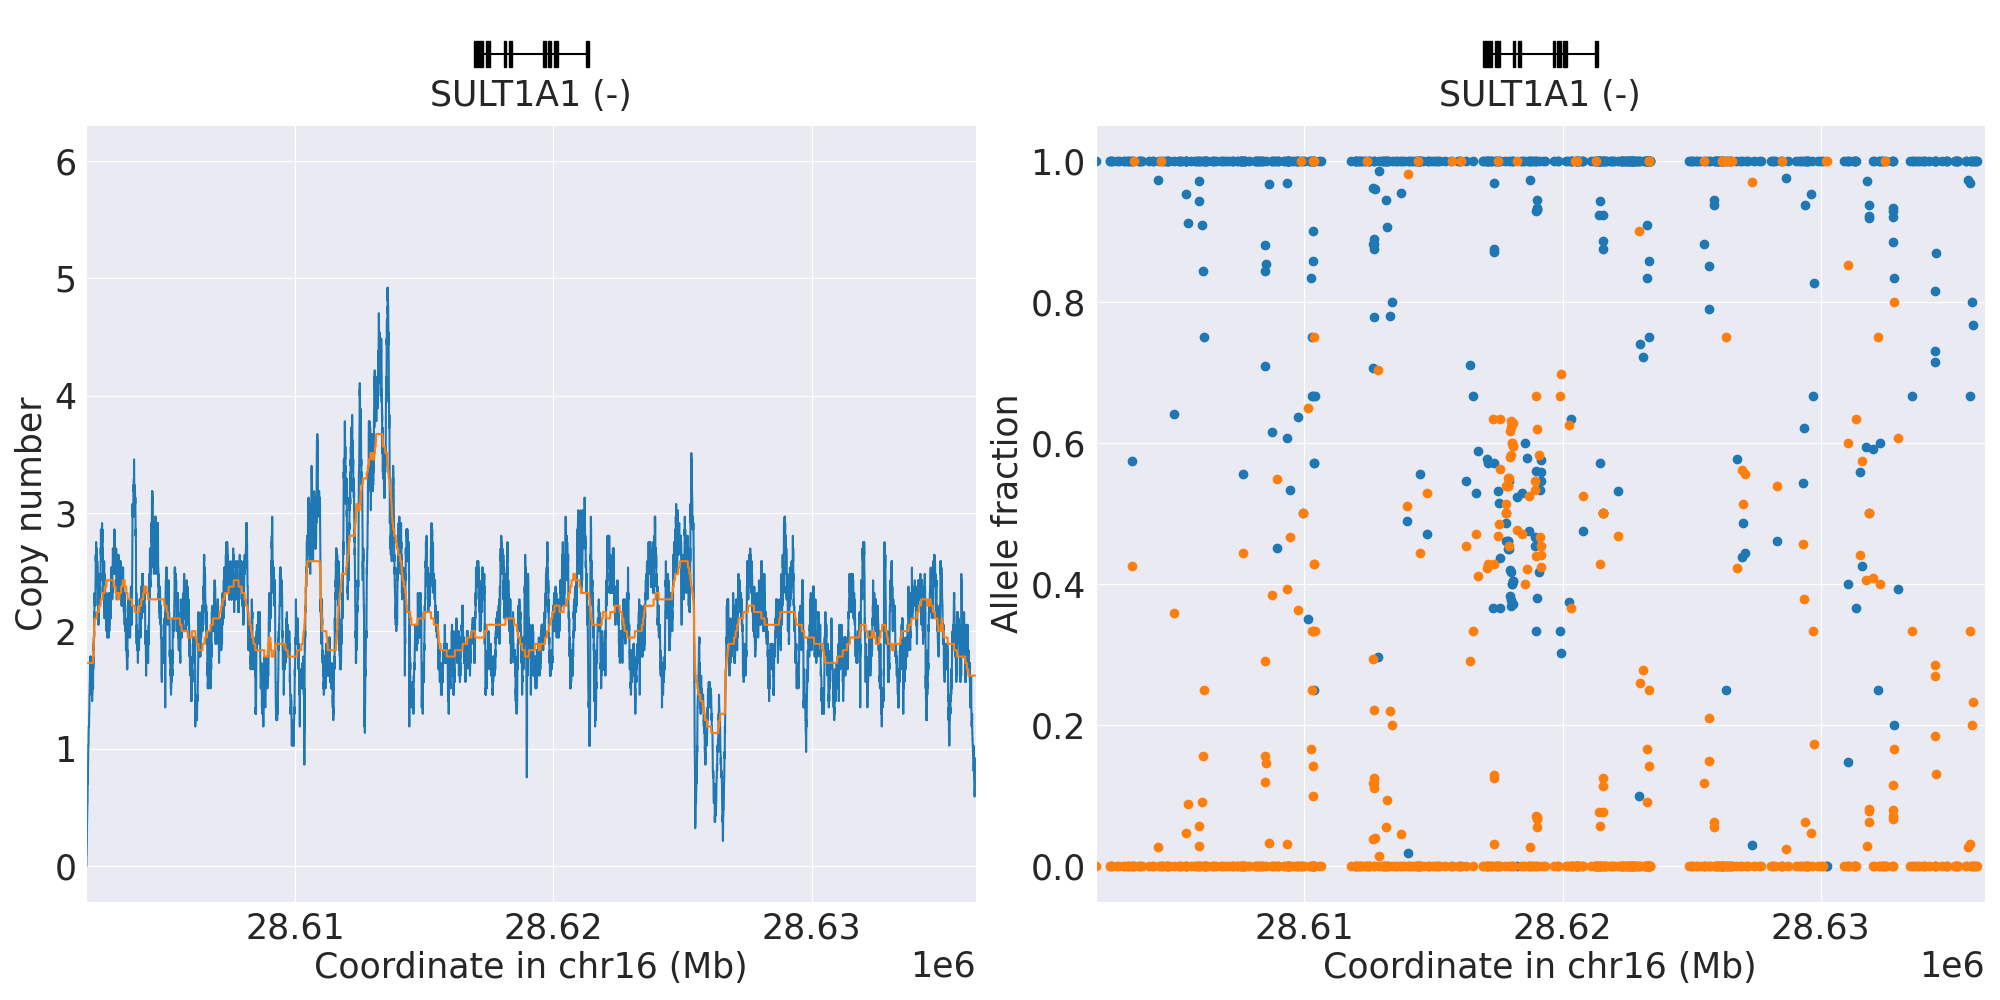 SULT1A1 (-)
6
5
4
3
2
1
0
Copy number
28.61
28.62
28.63
Coordinate in chr16 (Mb)
1e6
SULT1A1 (-)
1.0
0.8
0.6
0.4
0.2
0.0
Allele fraction
28.61
28.62
28.63
Coordinate in chr16 (Mb)
1e6